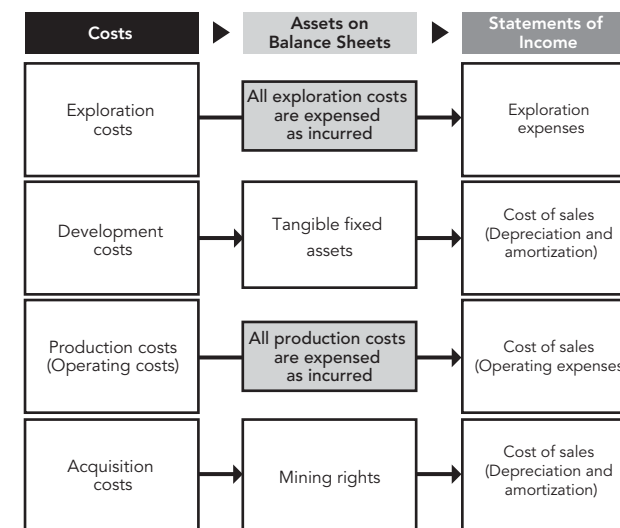 Costs
Assets on
Balance Sheets
Statements of
Income
Exploration
costs
All exploration costs
are expensed
as incurred
Exploration
expenses
Development
costs
Tangible fixed
assets
Cost of sales
(Depreciation and
amortization)
Production costs
(Operating costs)
All production costs
are expensed
as incurred
Cost of sales
(Operating expenses
Acquisition
costs
Mining rights
Cost of sales
(Depreciation and
amortization)